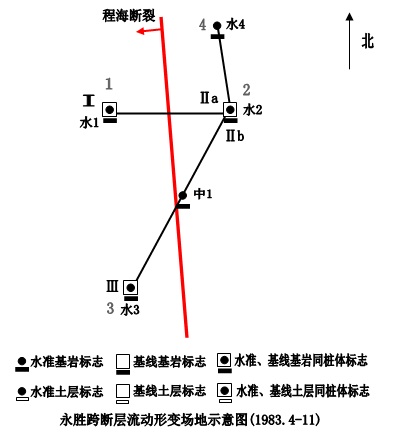 程海断裂
4 水4
北
1
2
Ⅰ
Ⅱa
水2
水1
Ⅱb
中1
Ⅲ
3 水3
水准基岩标志 基线基岩标志 水准、基线基岩同桩体标志
水准土层标志 基线土层标志 水准、基线土层同桩体标志
永胜跨断层流动形变场地示意图(1983.4-11)